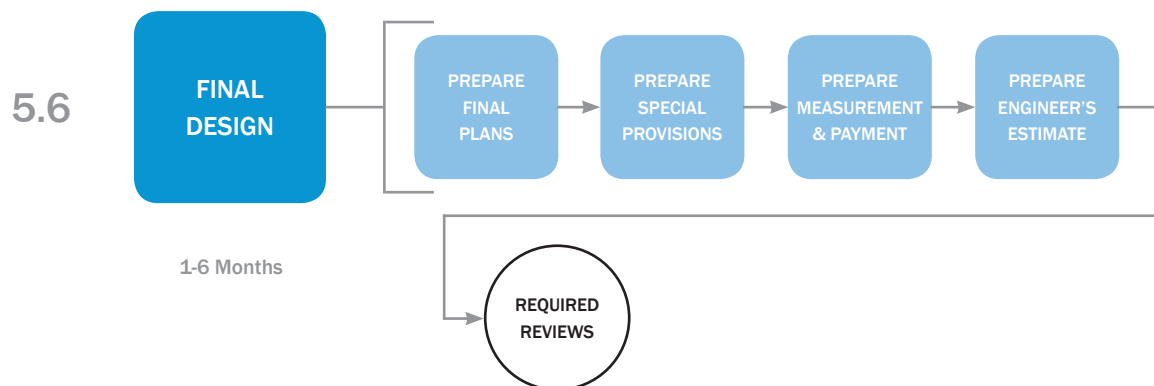 5.6
FINAL
DESIGN
1-6 Months
PREPARE
FINAL
PLANS
PREPARE
SPECIAL
PROVISIONS
PREPARE
MEASUREMENT
& PAYMENT
PREPARE
ENGINEER’S
ESTIMATE
REQUIRED
REVIEWS